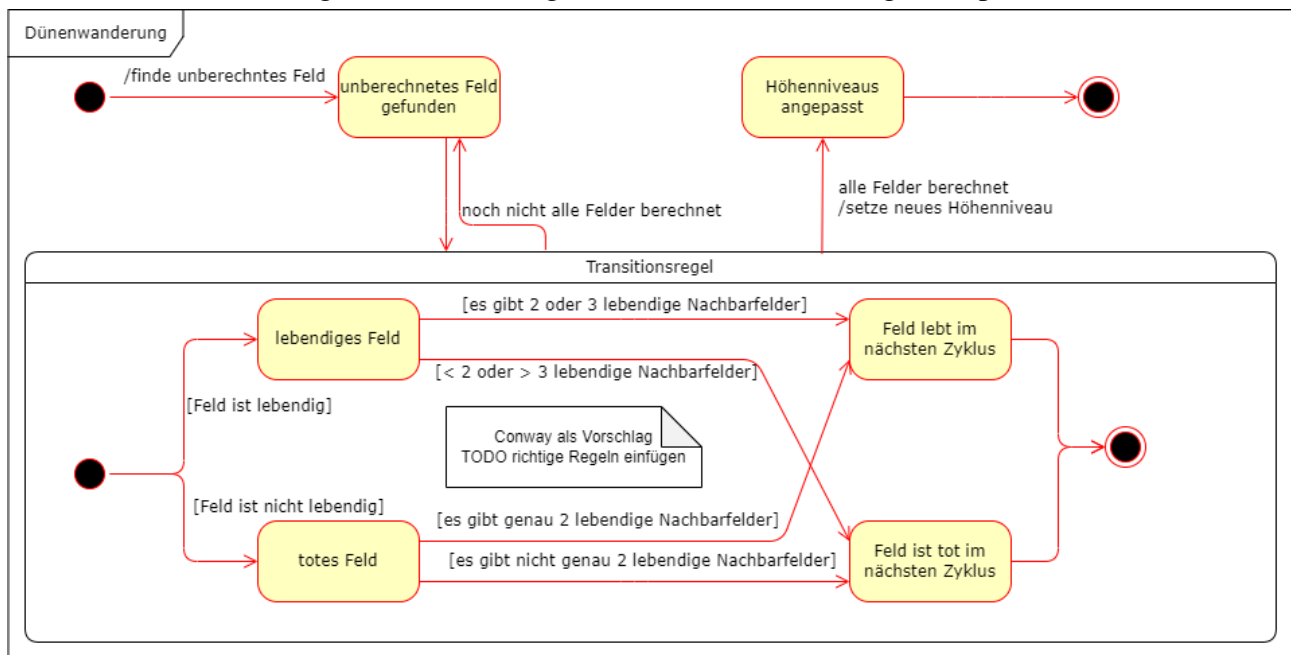 Dünenwanderung
/finde unberechntes Feld
unberechnetes Feld
gefunden
Höhenniveaus
angepasst
noch nicht alle Felder berechnet
alle Felder berechnet
/setze neues Höhenniveau
Transitionsregel
[es gibt 2 oder 3 lebendige Nachbarfelder]
lebendiges Feld
Feld lebt im
nächsten Zyklus
[< 2 oder > 3 lebendige Nachbarfelder]
[Feld ist lebendig]
Conway als Vorschlag
TODO richtige Regeln einfügen
[Feld ist nicht lebendig]
[es gibt genau 2 lebendige Nachbarfelder]
totes Feld
[es gibt nicht genau 2 lebendige Nachbarfelder]
Feld ist tot im
nächsten Zyklus